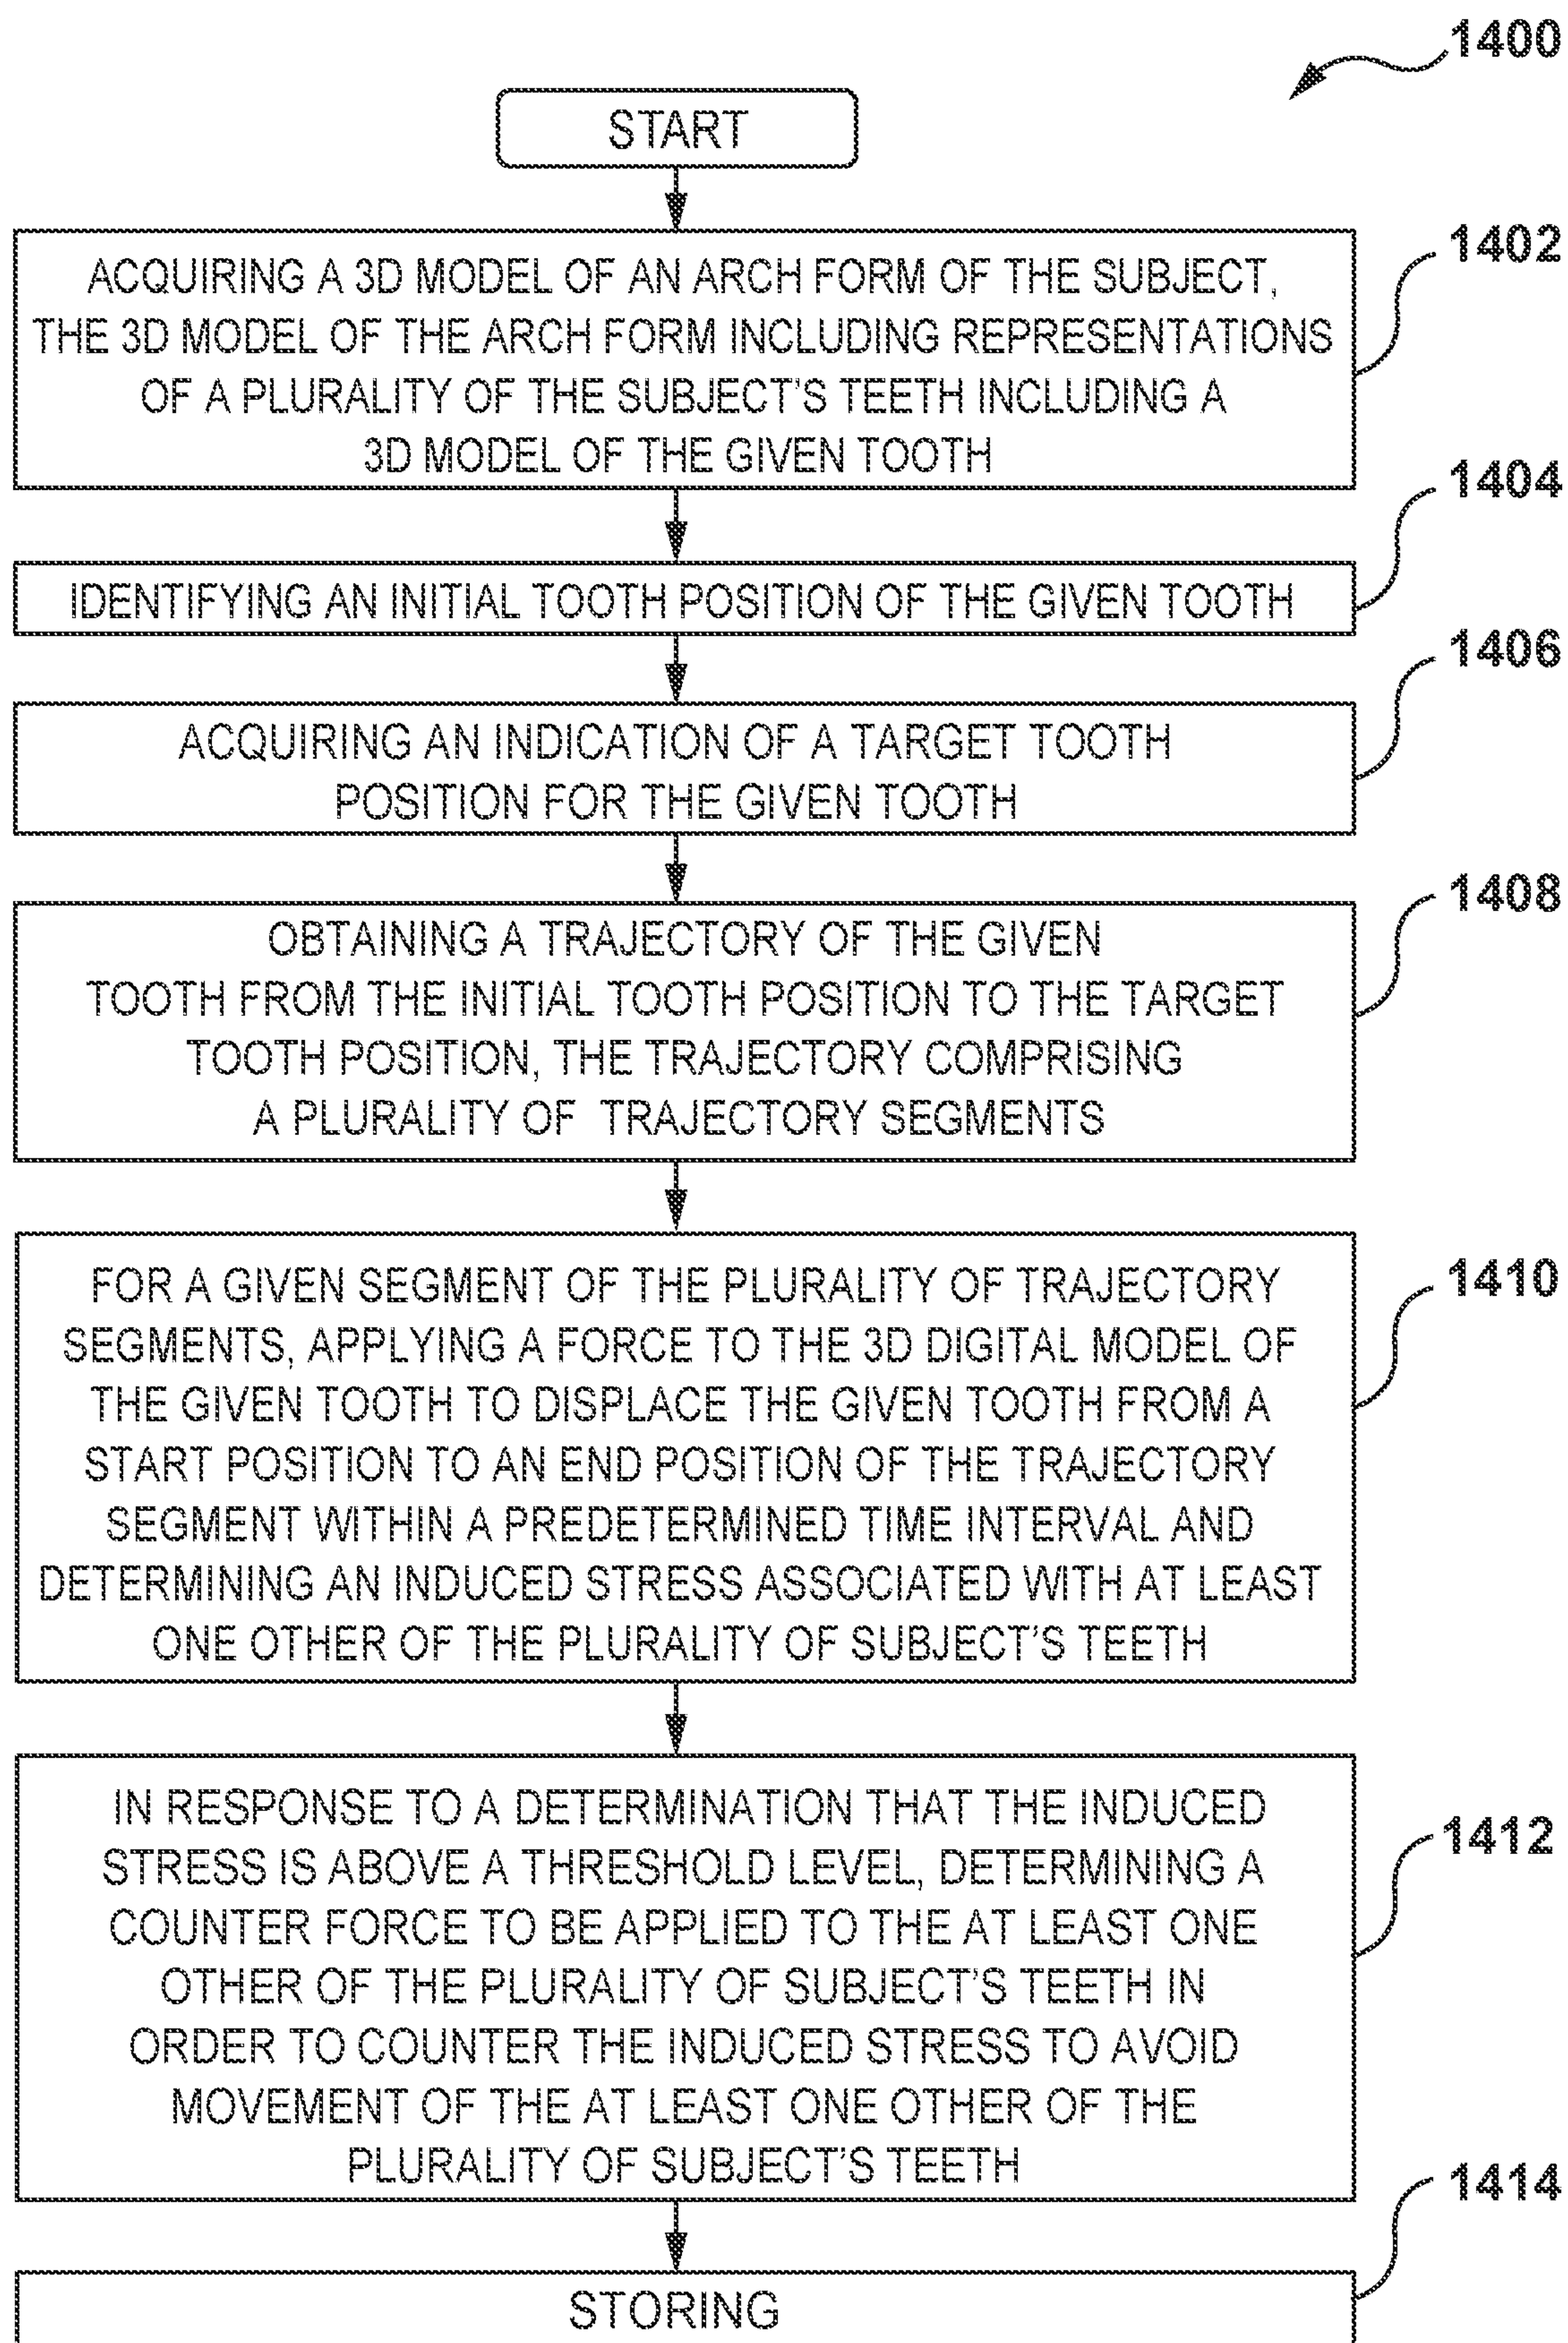 1400
START
1402
ACQUIRING A 3D MODEL OF AN ARCH FORM OF THE SUBJECT,
THE 3D MODEL OF THE ARCH FORM INCLUDING REPRESENTATIONS
OF A PLURALITY OF THE SUBJECT'S TEETH INCLUDING A
3D MODEL OF THE GIVEN TOOTH
1404
IDENTIFYING AN INITIAL TOOTH POSITION OF THE GIVEN TOOTH
1406
ACQUIRING AN INDICATION OF A TARGET TOOTH
POSITION FOR THE GIVEN TOOTH
1408
OBTAINING A TRAJECTORY OF THE GIVEN
TOOTH FROM THE INITIAL TOOTH POSITION TO THE TARGET
TOOTH POSITION, THE TRAJECTORY COMPRISING
A PLURALITY OF TRAJECTORY SEGMENTS
1410
FOR A GIVEN SEGMENT OF THE PLURALITY OF TRAJECTORY
SEGMENTS, APPLYING A FORCE TO THE 3D DIGITAL MODEL OF
THE GIVEN TOOTH TO DISPLACE THE GIVEN TOOTH FROM A
START POSITION TO AN END POSITION OF THE TRAJECTORY
SEGMENT WITHIN A PREDETERMINED TIME INTERVAL AND
DETERMINING AN INDUCED STRESS ASSOCIATED WITH AT LEAST
ONE OTHER OF THE PLURALITY OF SUBJECT'S TEETH
1412
IN RESPONSE TO A DETERMINATION THAT THE INDUCED
STRESS IS ABOVE A THRESHOLD LEVEL, DETERMINING A
COUNTER FORCE TO BE APPLIED TO THE AT LEAST ONE
OTHER OF THE PLURALITY OF SUBJECT'S TEETH IN
ORDER TO COUNTER THE INDUCED STRESS TO AVOID
MOVEMENT OF THE AT LEAST ONE OTHER OF THE
PLURALITY OF SUBJECT'S TEETH
1414
STORING